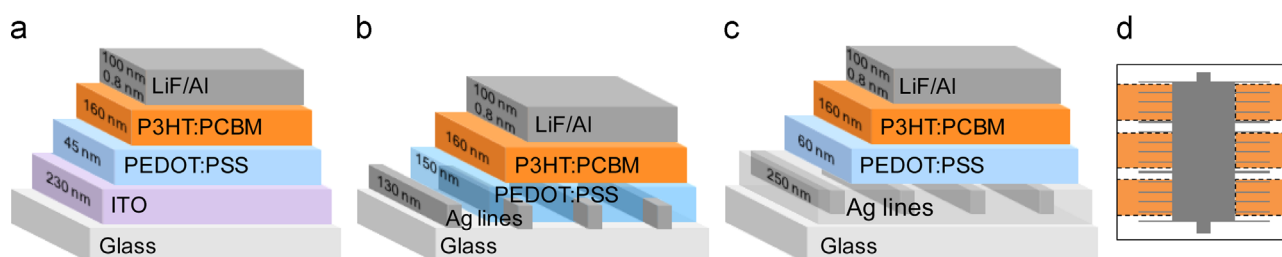 a
100 nm
0.8 nm
LiF/Al
160 nm
P3HT:PCBM
45 nm
PEDOT:PSS
230 nm
ITO
Glass
b
100 nm
0.8 nm
LiF/Al
160 nm
P3HT:PCBM
150 nm
PEDOT:PSS
130 nm
Ag lines
Glass
c
100 nm
0.8 nm
LiF/Al
160 nm
P3HT:PCBM
60 nm
PEDOT:PSS
250 nm
Ag lines
Glass
d